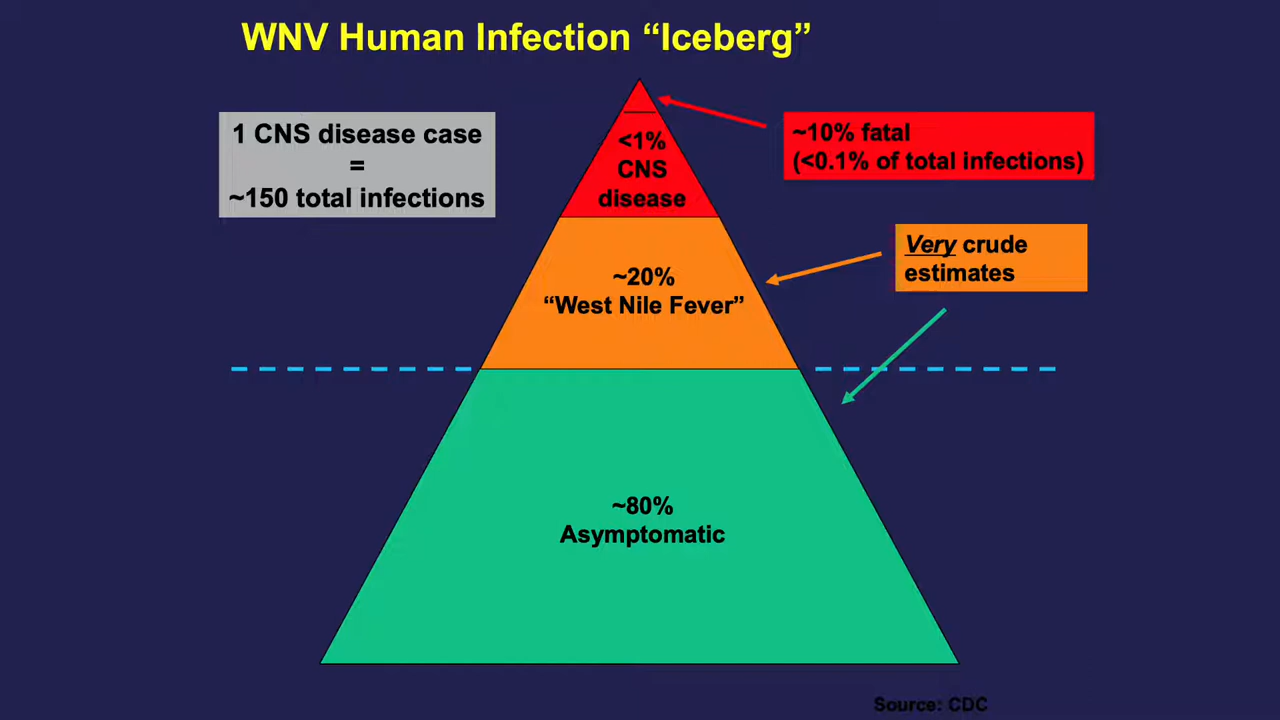 WNV Human Infection “Iceberg”
1 CNS disease case
=
~150 total infections
<1%
CNS
disease
~10% fatal
(<0.1% of total infections)
~20%
“West Nile Fever”
Very crude
estimates
~80%
Asymptomatic
Source: CDC